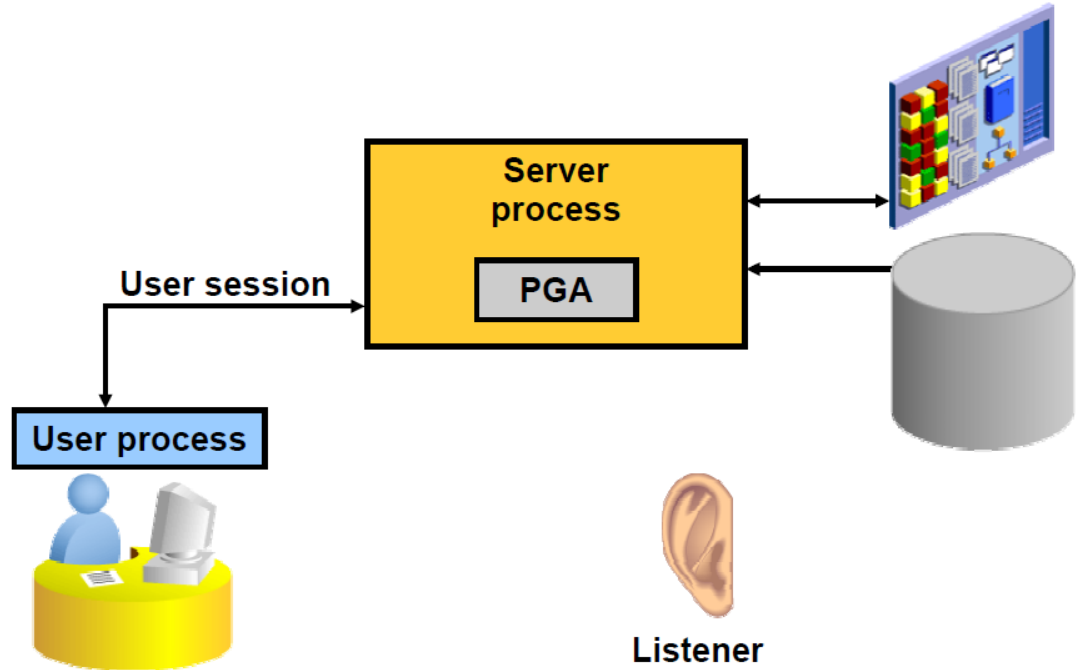 Server
process
PGA
User session
User process
Listener